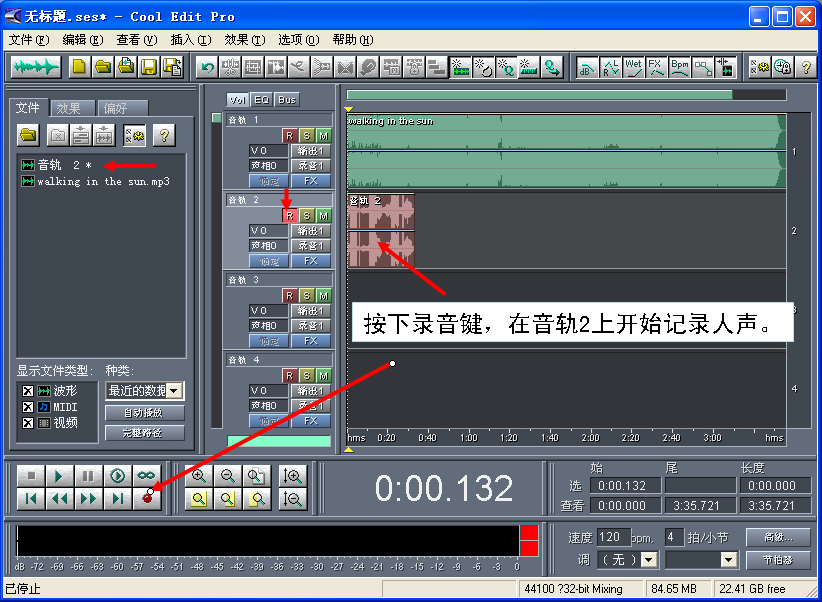 无标题.ses* - Cool Edit Pro
文件(F) 编辑(E) 查看(V) 插入(I) 效果(T) 选项(O) 帮助(H)
文件 效果 偏好
音轨 2 *
walking in the sun.mp3
显示文件类型: 种类:
波形
MIDI
视频
最近的数据
自动播放
完整路径
Vol EQ Bus
音轨 1
R S M
V 0 输出1
声相0 录音1
锁定 FX
音轨 2
R S M
V 0 输出1
声相0 录音1
锁定 FX
音轨 3
R S M
V 0 输出1
声相0 录音1
锁定 FX
音轨 4
R S M
V 0 输出1
声相0 录音1
锁定 FX
walking in the sun
1
音轨 2
2
按下录音键，在音轨2上开始记录人声。
4
hms 0:20 0:40 1:00 1:20 1:40 2:00 2:20 2:40 3:00 hms
0:00.132
始 尾 长度
选 0:00.132 0:00.000
查看 0:00.000 3:35.721 3:35.721
dB -72 -69 -66 -63 -60 -57 -54 -51 -48 -45 -42 -39 -36 -33 -30 -27 -24 -21 -18 -15 -12 -9 -6 -3 0
速度 120 bpm, 4 拍/小节 高级...
调 (无) 节拍器
已停止
44100 ?32-bit Mixing 84.65 MB 22.41 GB free